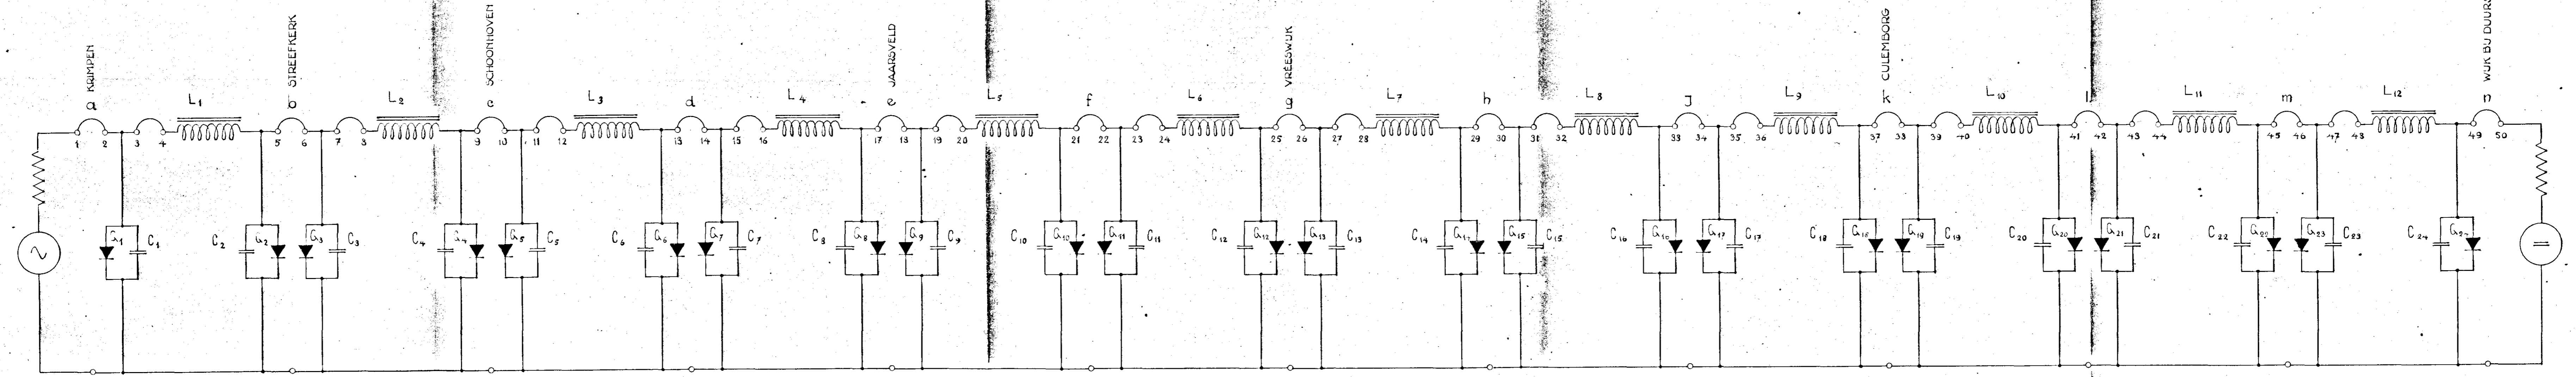 a KRIMPEN
b STREEFKERK
c SCHOONHOVEN
d
e JAARSVELD
f
g VREESWIJK
h
J
k CULEMBORG
l
m
n WIJK BIJ DUURS
L1 L2 L3 L4 L5 L6 L7 L8 L9 L10 L11 L12
1 2 3 4 5 6 7 8 9 10 11 12 13 14 15 16 17 18 19 20 21 22 23 24 25 26 27 28 29 30 31 32 33 34 35 36 37 38 39 40 41 42 43 44 45 46 47 48 49 50
G1 C1 C2 G2 G3 C3 C4 G4 G5 C5 C6 G6 G7 C7 C8 G8 G9 C9 C10 G10 G11 C11 C12 G12 G13 C13 C14 G14 G15 C15 C16 G16 G17 C17 C18 G18 G19 C19 C20 G20 G21 C21 C22 G22 G23 C23 C24 G24